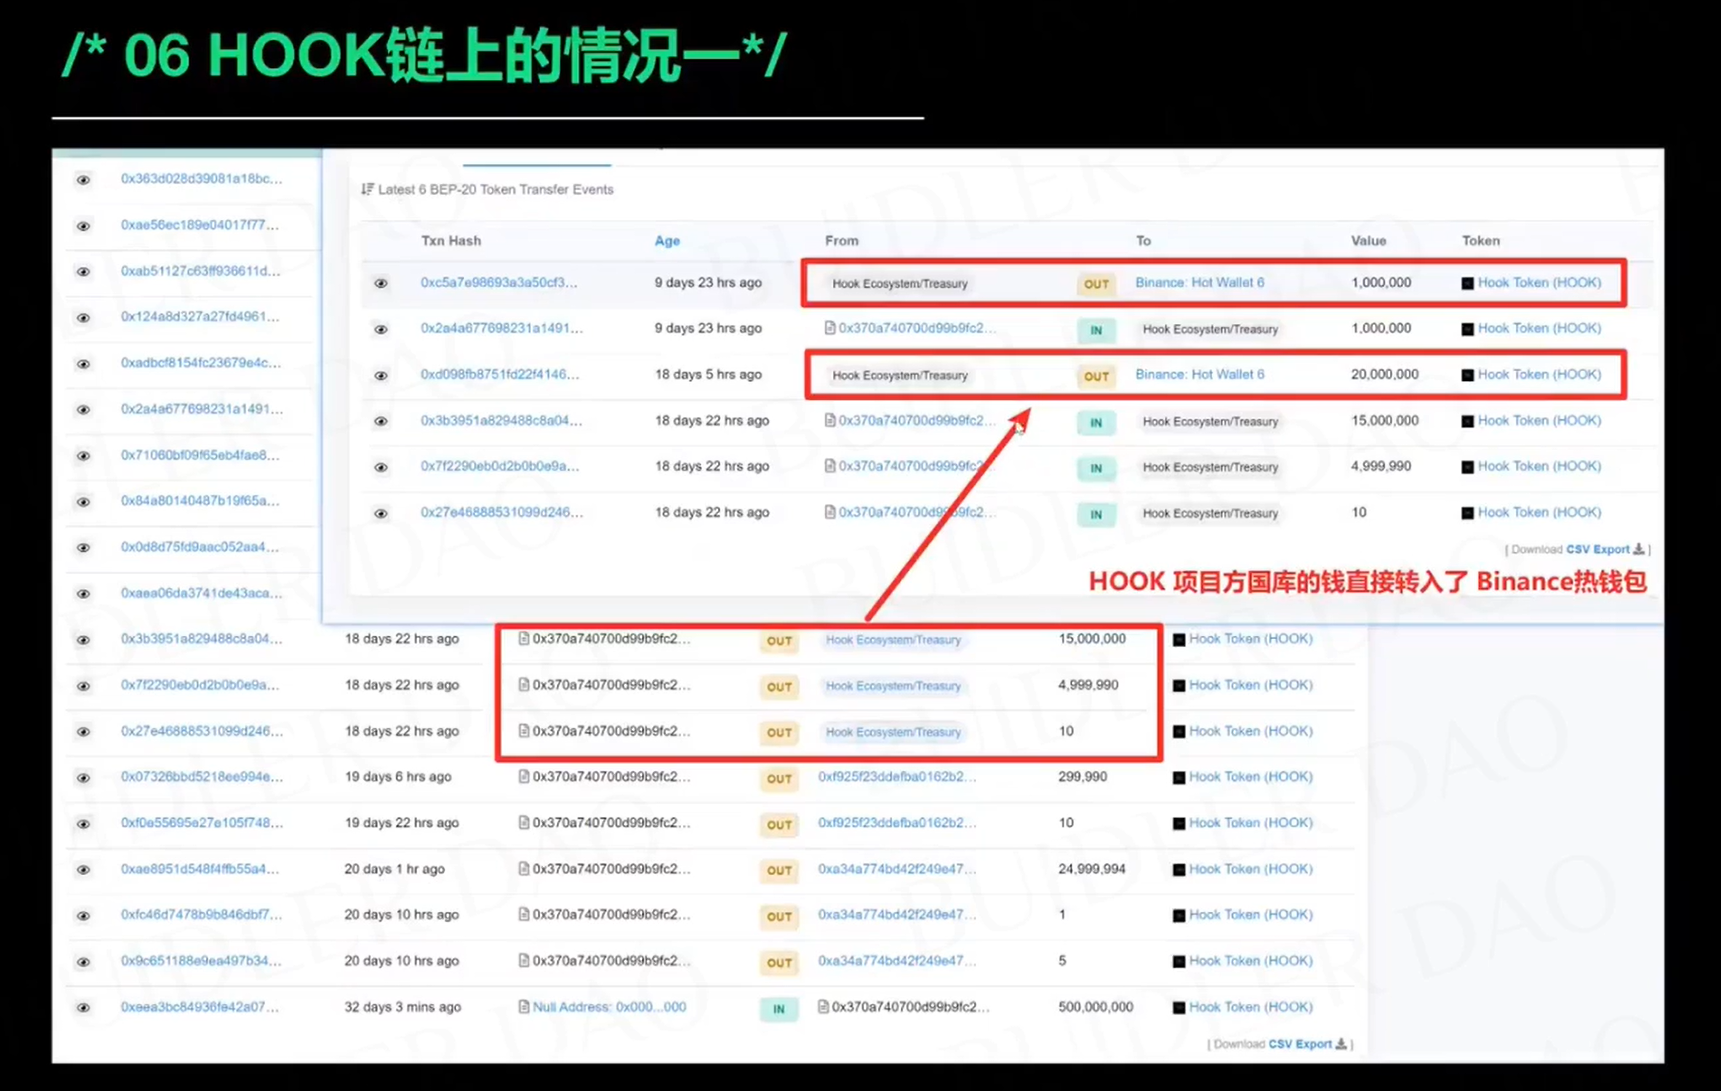 /* 06 HOOK链上的情况一*/
0x363d028d39081a18bc...
0xae56ec189e04017f77...
0xab51127c63ff936611d...
0x124a8d327a27fd4961...
0xadbcf8154fc23679e4c...
0x2a4a677698231a1491...
0x71060bf09f65eb4fae8...
0x84a80140487b19f65a...
0x0d8d75fd9aac052aa4...
0xaea06da3741de43aca...
Latest 6 BEP-20 Token Transfer Events
Txn Hash Age From To Value Token
0xc5a7e98693a3a50cf3... 9 days 23 hrs ago Hook Ecosystem/Treasury OUT Binance: Hot Wallet 6 1,000,000 Hook Token (HOOK)
0x2a4a677698231a1491... 9 days 23 hrs ago 0x370a740700d99b9fc2... IN Hook Ecosystem/Treasury 1,000,000 Hook Token (HOOK)
0xd098fb8751fd22f4146... 18 days 5 hrs ago Hook Ecosystem/Treasury OUT Binance: Hot Wallet 6 20,000,000 Hook Token (HOOK)
0x3b3951a829488c8a04... 18 days 22 hrs ago 0x370a740700d99b9fc2... IN Hook Ecosystem/Treasury 15,000,000 Hook Token (HOOK)
0x7f2290eb0d2b0b0e9a... 18 days 22 hrs ago 0x370a740700d99b9fc2... IN Hook Ecosystem/Treasury 4,999,990 Hook Token (HOOK)
0x27e46888531099d246... 18 days 22 hrs ago 0x370a740700d99b9fc2... IN Hook Ecosystem/Treasury 10 Hook Token (HOOK)
[ Download CSV Export ]
HOOK 项目方国库的钱直接转入了 Binance热钱包
0x3b3951a829488c8a04... 18 days 22 hrs ago 0x370a740700d99b9fc2... OUT Hook Ecosystem/Treasury 15,000,000 Hook Token (HOOK)
0x7f2290eb0d2b0b0e9a... 18 days 22 hrs ago 0x370a740700d99b9fc2... OUT Hook Ecosystem/Treasury 4,999,990 Hook Token (HOOK)
0x27e46888531099d246... 18 days 22 hrs ago 0x370a740700d99b9fc2... OUT Hook Ecosystem/Treasury 10 Hook Token (HOOK)
0x07326bbd5218ee994e... 19 days 6 hrs ago 0x370a740700d99b9fc2... OUT 0xf925f23ddefba0162b2... 299,990 Hook Token (HOOK)
0xf0e55695e27e105f748... 19 days 22 hrs ago 0x370a740700d99b9fc2... OUT 0xf925f23ddefba0162b2... 10 Hook Token (HOOK)
0xae8951d548f4ffb55a4... 20 days 1 hr ago 0x370a740700d99b9fc2... OUT 0xa34a774bd42f249e47... 24,999,994 Hook Token (HOOK)
0xfc46d7478b9b846dbf7... 20 days 10 hrs ago 0x370a740700d99b9fc2... OUT 0xa34a774bd42f249e47... 1 Hook Token (HOOK)
0x9c651188e9ea497b34... 20 days 10 hrs ago 0x370a740700d99b9fc2... OUT 0xa34a774bd42f249e47... 5 Hook Token (HOOK)
0xeea3bc84936fe42a07... 32 days 3 mins ago Null Address: 0x000...000 IN 0x370a740700d99b9fc2... 500,000,000 Hook Token (HOOK)
[ Download CSV Export ]
BUIDLER DAO